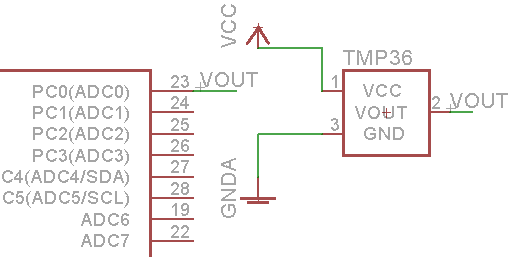 VCC
TMP36
23 VOUT
PC0(ADC0)
24
PC1(ADC1)
25
PC2(ADC2)
26
PC3(ADC3)
27
C4(ADC4/SDA)
28
C5(ADC5/SCL)
19
ADC6
22
ADC7
1
VCC
VOUT
2 VOUT
3
GND
GNDA